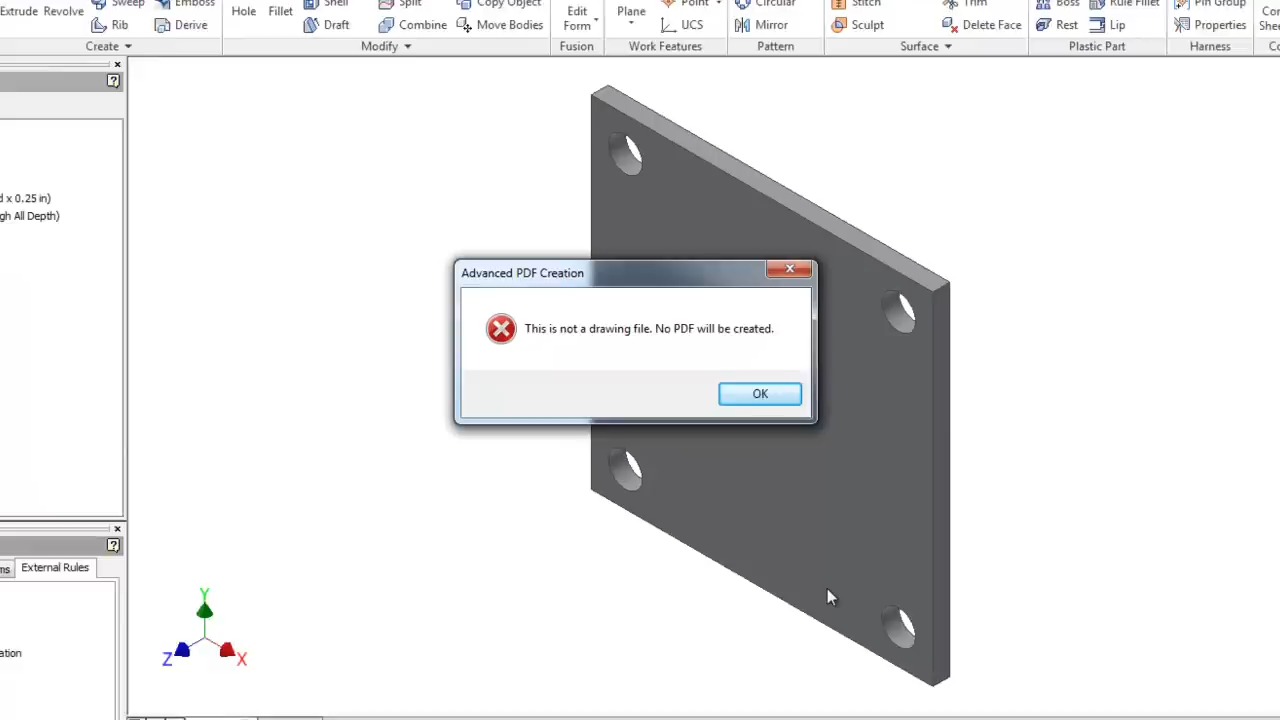 Extrude Revolve Sweep Emboss Hole Fillet Shell Split Copy Object Edit Plane Point Circular Stitch Trim Boss Rule Fillet Pin Group
Rib Derive Draft Combine Move Bodies Form UCS Mirror Sculpt Delete Face Rest Lip Properties
Create Modify Fusion Work Features Pattern Surface Plastic Part Harness
d x 0.25 in)
gh All Depth)
Advanced PDF Creation
This is not a drawing file. No PDF will be created.
OK
ms External Rules
ation
Y
Z X